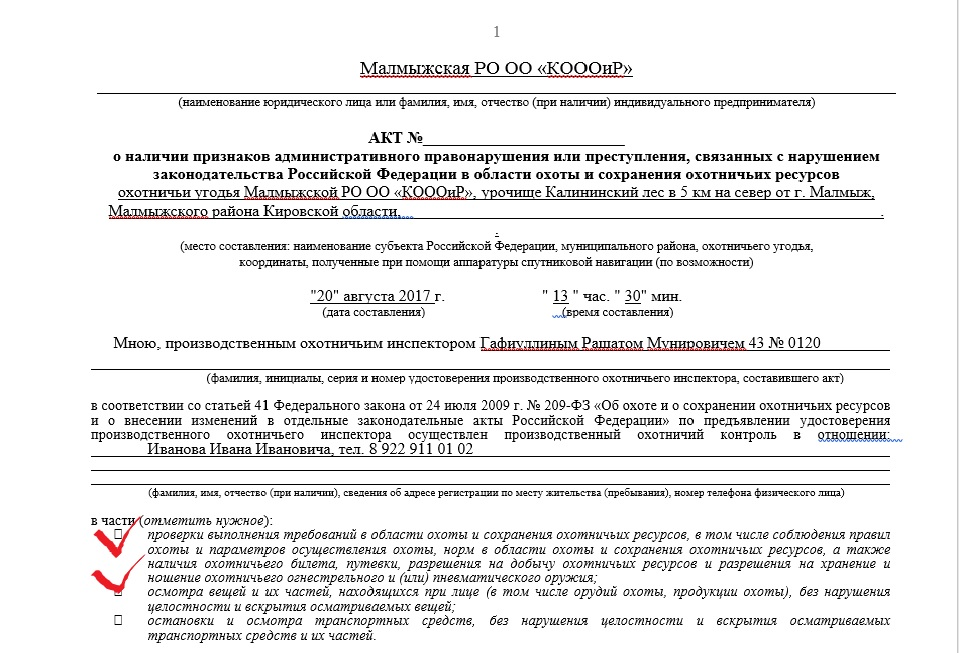 1
Малмыжская РО ОО «КОООиР»
(наименование юридического лица или фамилия, имя, отчество (при наличии) индивидуального предпринимателя)
АКТ №
о наличии признаков административного правонарушения или преступления, связанных с нарушением
законодательства Российской Федерации в области охоты и сохранения охотничьих ресурсов
охотничьи угодья Малмыжской РО ОО «КОООиР», урочище Калининский лес в 5 км на север от г. Малмыж,
Малмыжского района Кировской области, .
.
(место составления: наименование субъекта Российской Федерации, муниципального района, охотничьего угодья,
координаты, полученные при помощи аппаратуры спутниковой навигации (по возможности)
"20" августа 2017 г. " 13 " час. " 30" мин.
(дата составления) (время составления)
Мною, производственным охотничьим инспектором Гафиуллиным Рашатом Мунировичем 43 № 0120
(фамилия, инициалы, серия и номер удостоверения производственного охотничьего инспектора, составившего акт)
в соответствии со статьей 41 Федерального закона от 24 июля 2009 г. № 209-ФЗ «Об охоте и о сохранении охотничьих ресурсов
и о внесении изменений в отдельные законодательные акты Российской Федерации» по предъявлении удостоверения
производственного охотничьего инспектора осуществлен производственный охотничий контроль в отношении:
Иванова Ивана Ивановича, тел. 8 922 911 01 02
(фамилия, имя, отчество (при наличии), сведения об адресе регистрации по месту жительства (пребывания), номер телефона физического лица)
в части (отметить нужное):
проверки выполнения требований в области охоты и сохранения охотничьих ресурсов, в том числе соблюдения правил
охоты и параметров осуществления охоты, норм в области охоты и сохранения охотничьих ресурсов, а также
наличия охотничьего билета, путевки, разрешения на добычу охотничьих ресурсов и разрешения на хранение и
ношение охотничьего огнестрельного и (или) пневматического оружия;
осмотра вещей и их частей, находящихся при лице (в том числе орудий охоты, продукции охоты), без нарушения
целостности и вскрытия осматриваемых вещей;
остановки и осмотра транспортных средств, без нарушения целостности и вскрытия осматриваемых
транспортных средств и их частей.